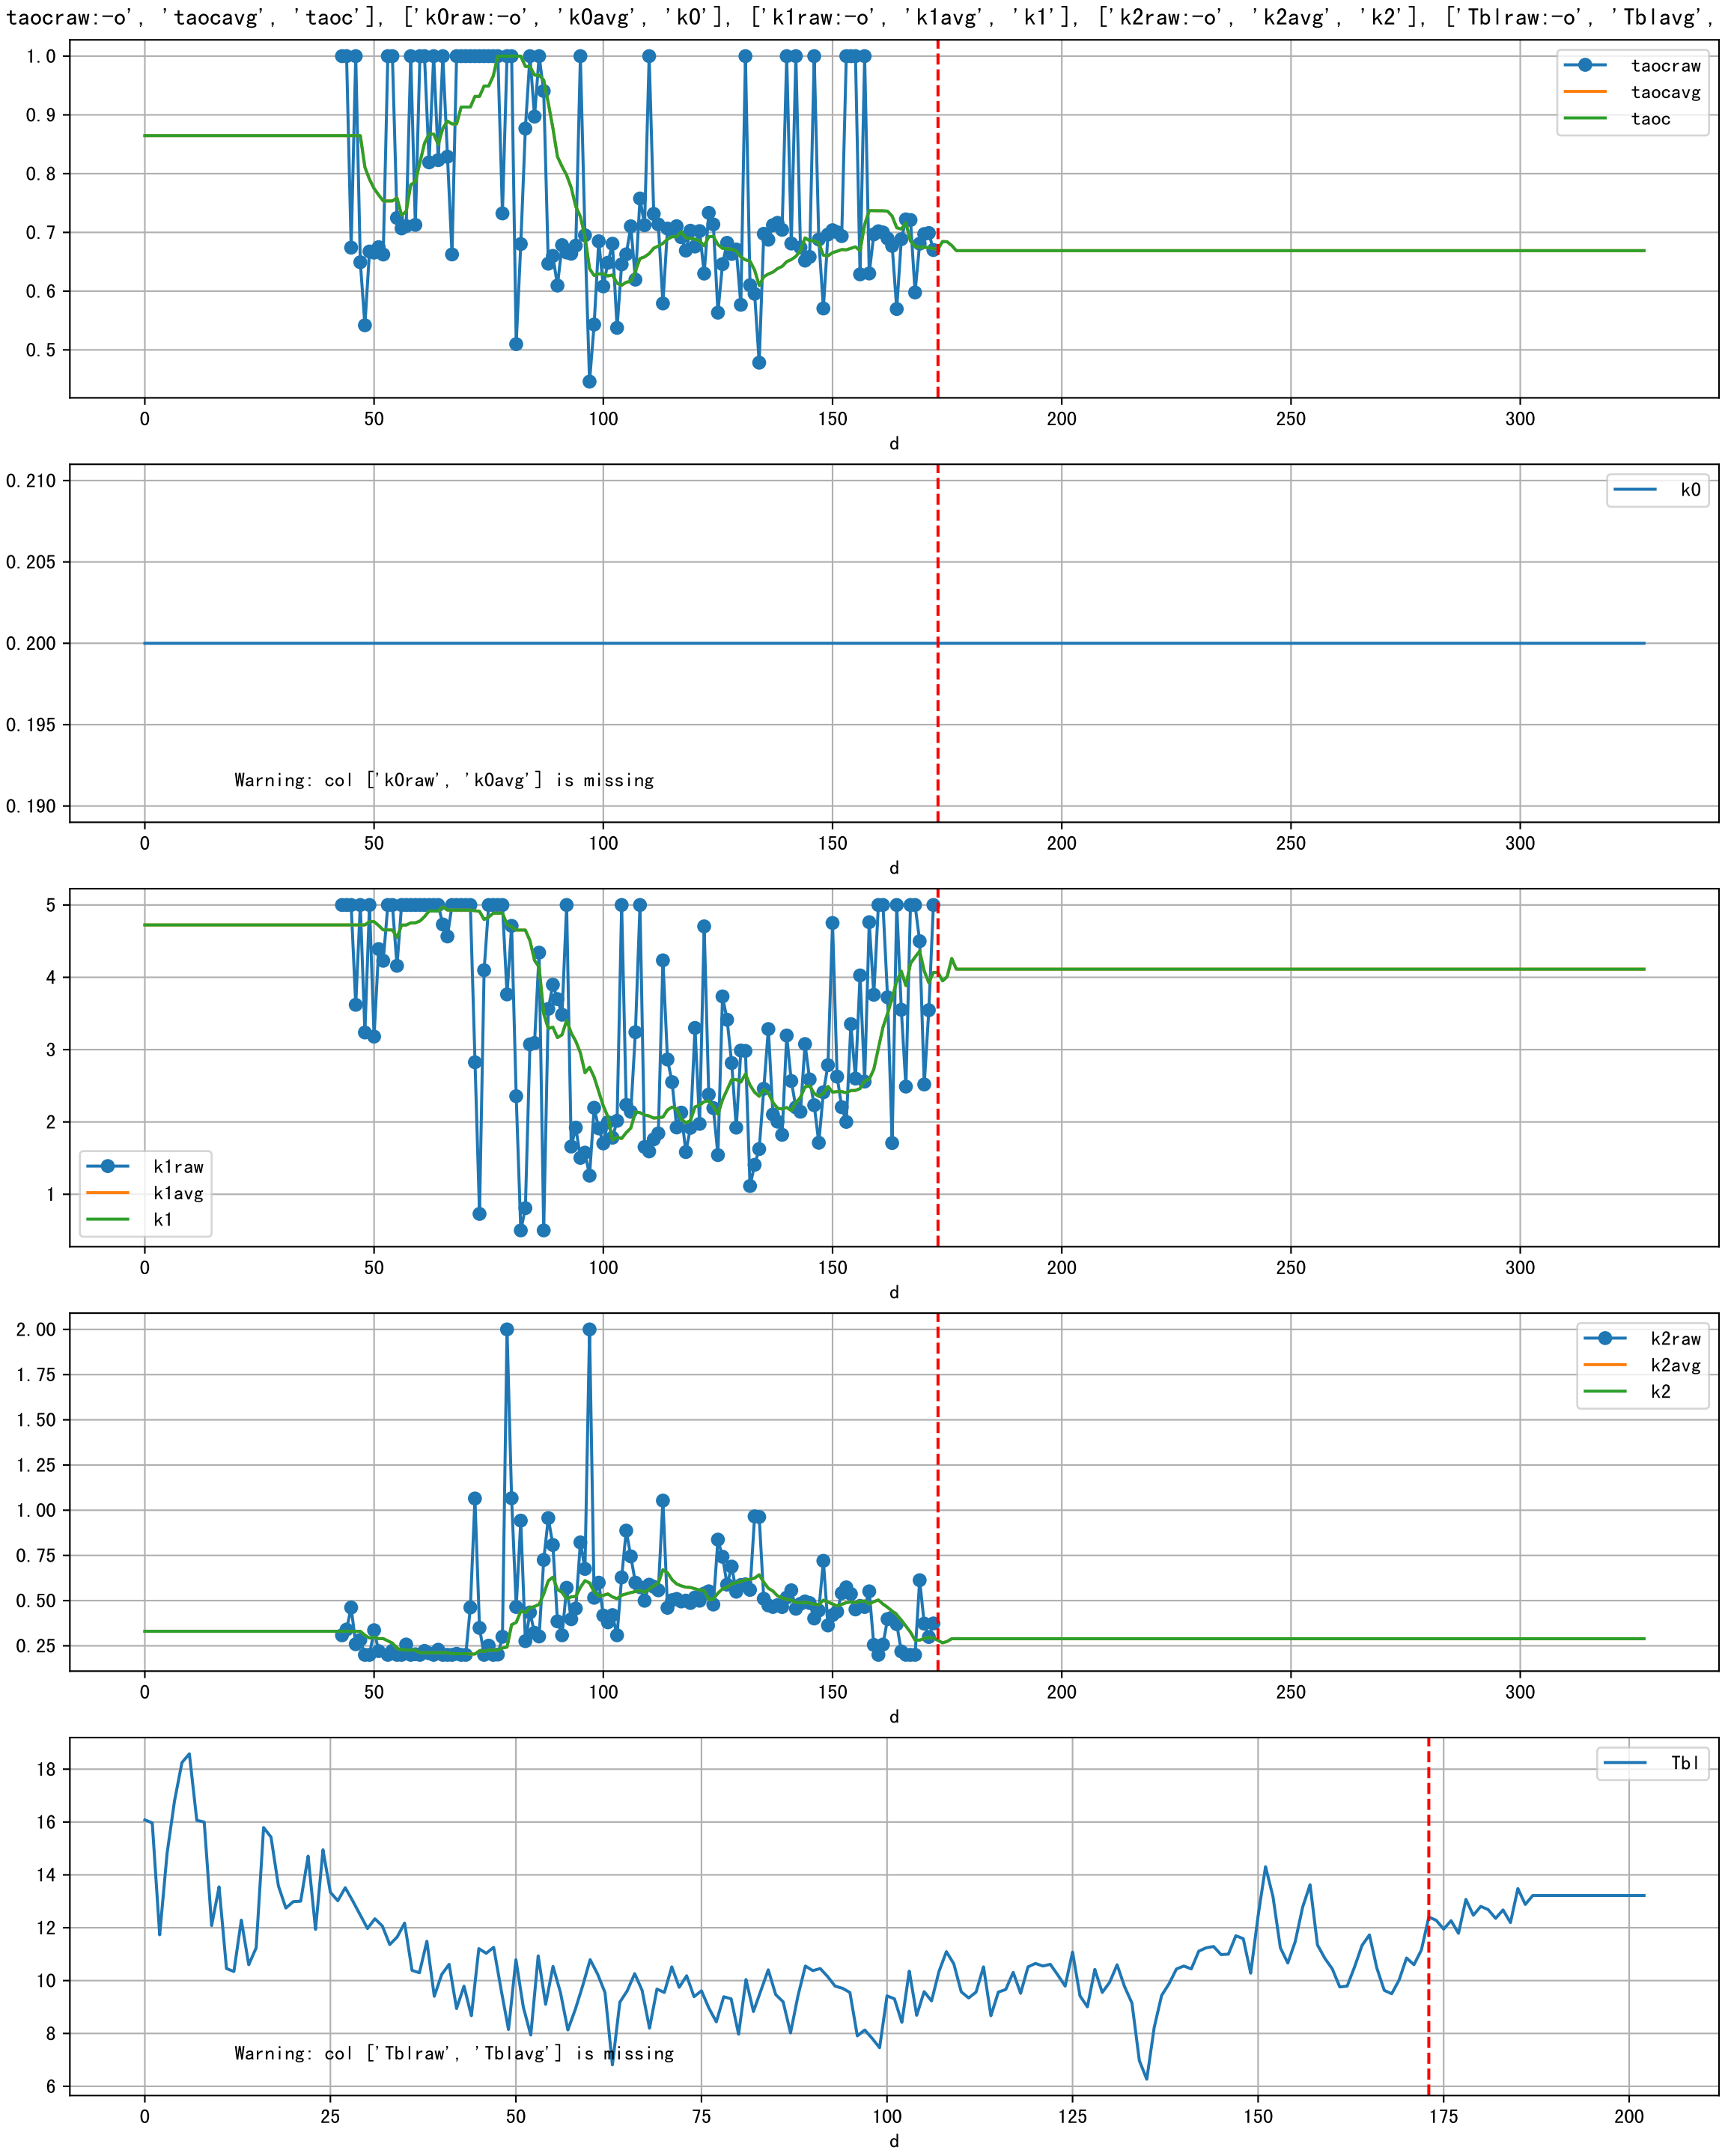 taocraw:-o', 'taocavg', 'taoc'], ['k0raw:-o', 'k0avg', 'k0'], ['k1raw:-o', 'k1avg', 'k1'], ['k2raw:-o', 'k2avg', 'k2'], ['Tblraw:-o', 'Tblavg',
1.0
0.9
0.8
0.7
0.6
0.5
taocraw
taocavg
taoc
0 50 100 150 200 250 300
d
0.210
0.205
0.200
0.195
0.190
k0
Warning: col ['k0raw', 'k0avg'] is missing
0 50 100 150 200 250 300
d
5
4
3
2
1
k1raw
k1avg
k1
0 50 100 150 200 250 300
d
2.00
1.75
1.50
1.25
1.00
0.75
0.50
0.25
k2raw
k2avg
k2
0 50 100 150 200 250 300
d
18
16
14
12
10
8
6
Tbl
Warning: col ['Tblraw', 'Tblavg'] is missing
0 25 50 75 100 125 150 175 200
d